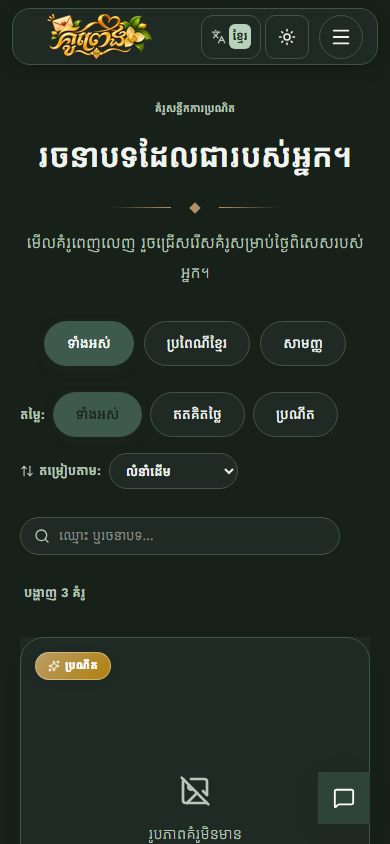 គូព្រេង
ខ្មែរ
គំរូសន្លឹកការប្រណិត
រចនាបទដែលជារបស់អ្នក។
មើលគំរូពេញលេញ រួចជ្រើសរើសគំរូសម្រាប់ថ្ងៃពិសេសរបស់
អ្នក។
ទាំងអស់ ប្រពៃណីខ្មែរ សាមញ្ញ
តម្លៃ: ទាំងអស់ ឥតគិតថ្លៃ ប្រណីត
តម្រៀបតាម: លំនាំដើម
ឈ្មោះ ឬរចនាបទ...
បង្ហាញ 3 គំរូ
ប្រណីត
រូបភាពគំរូមិនមាន